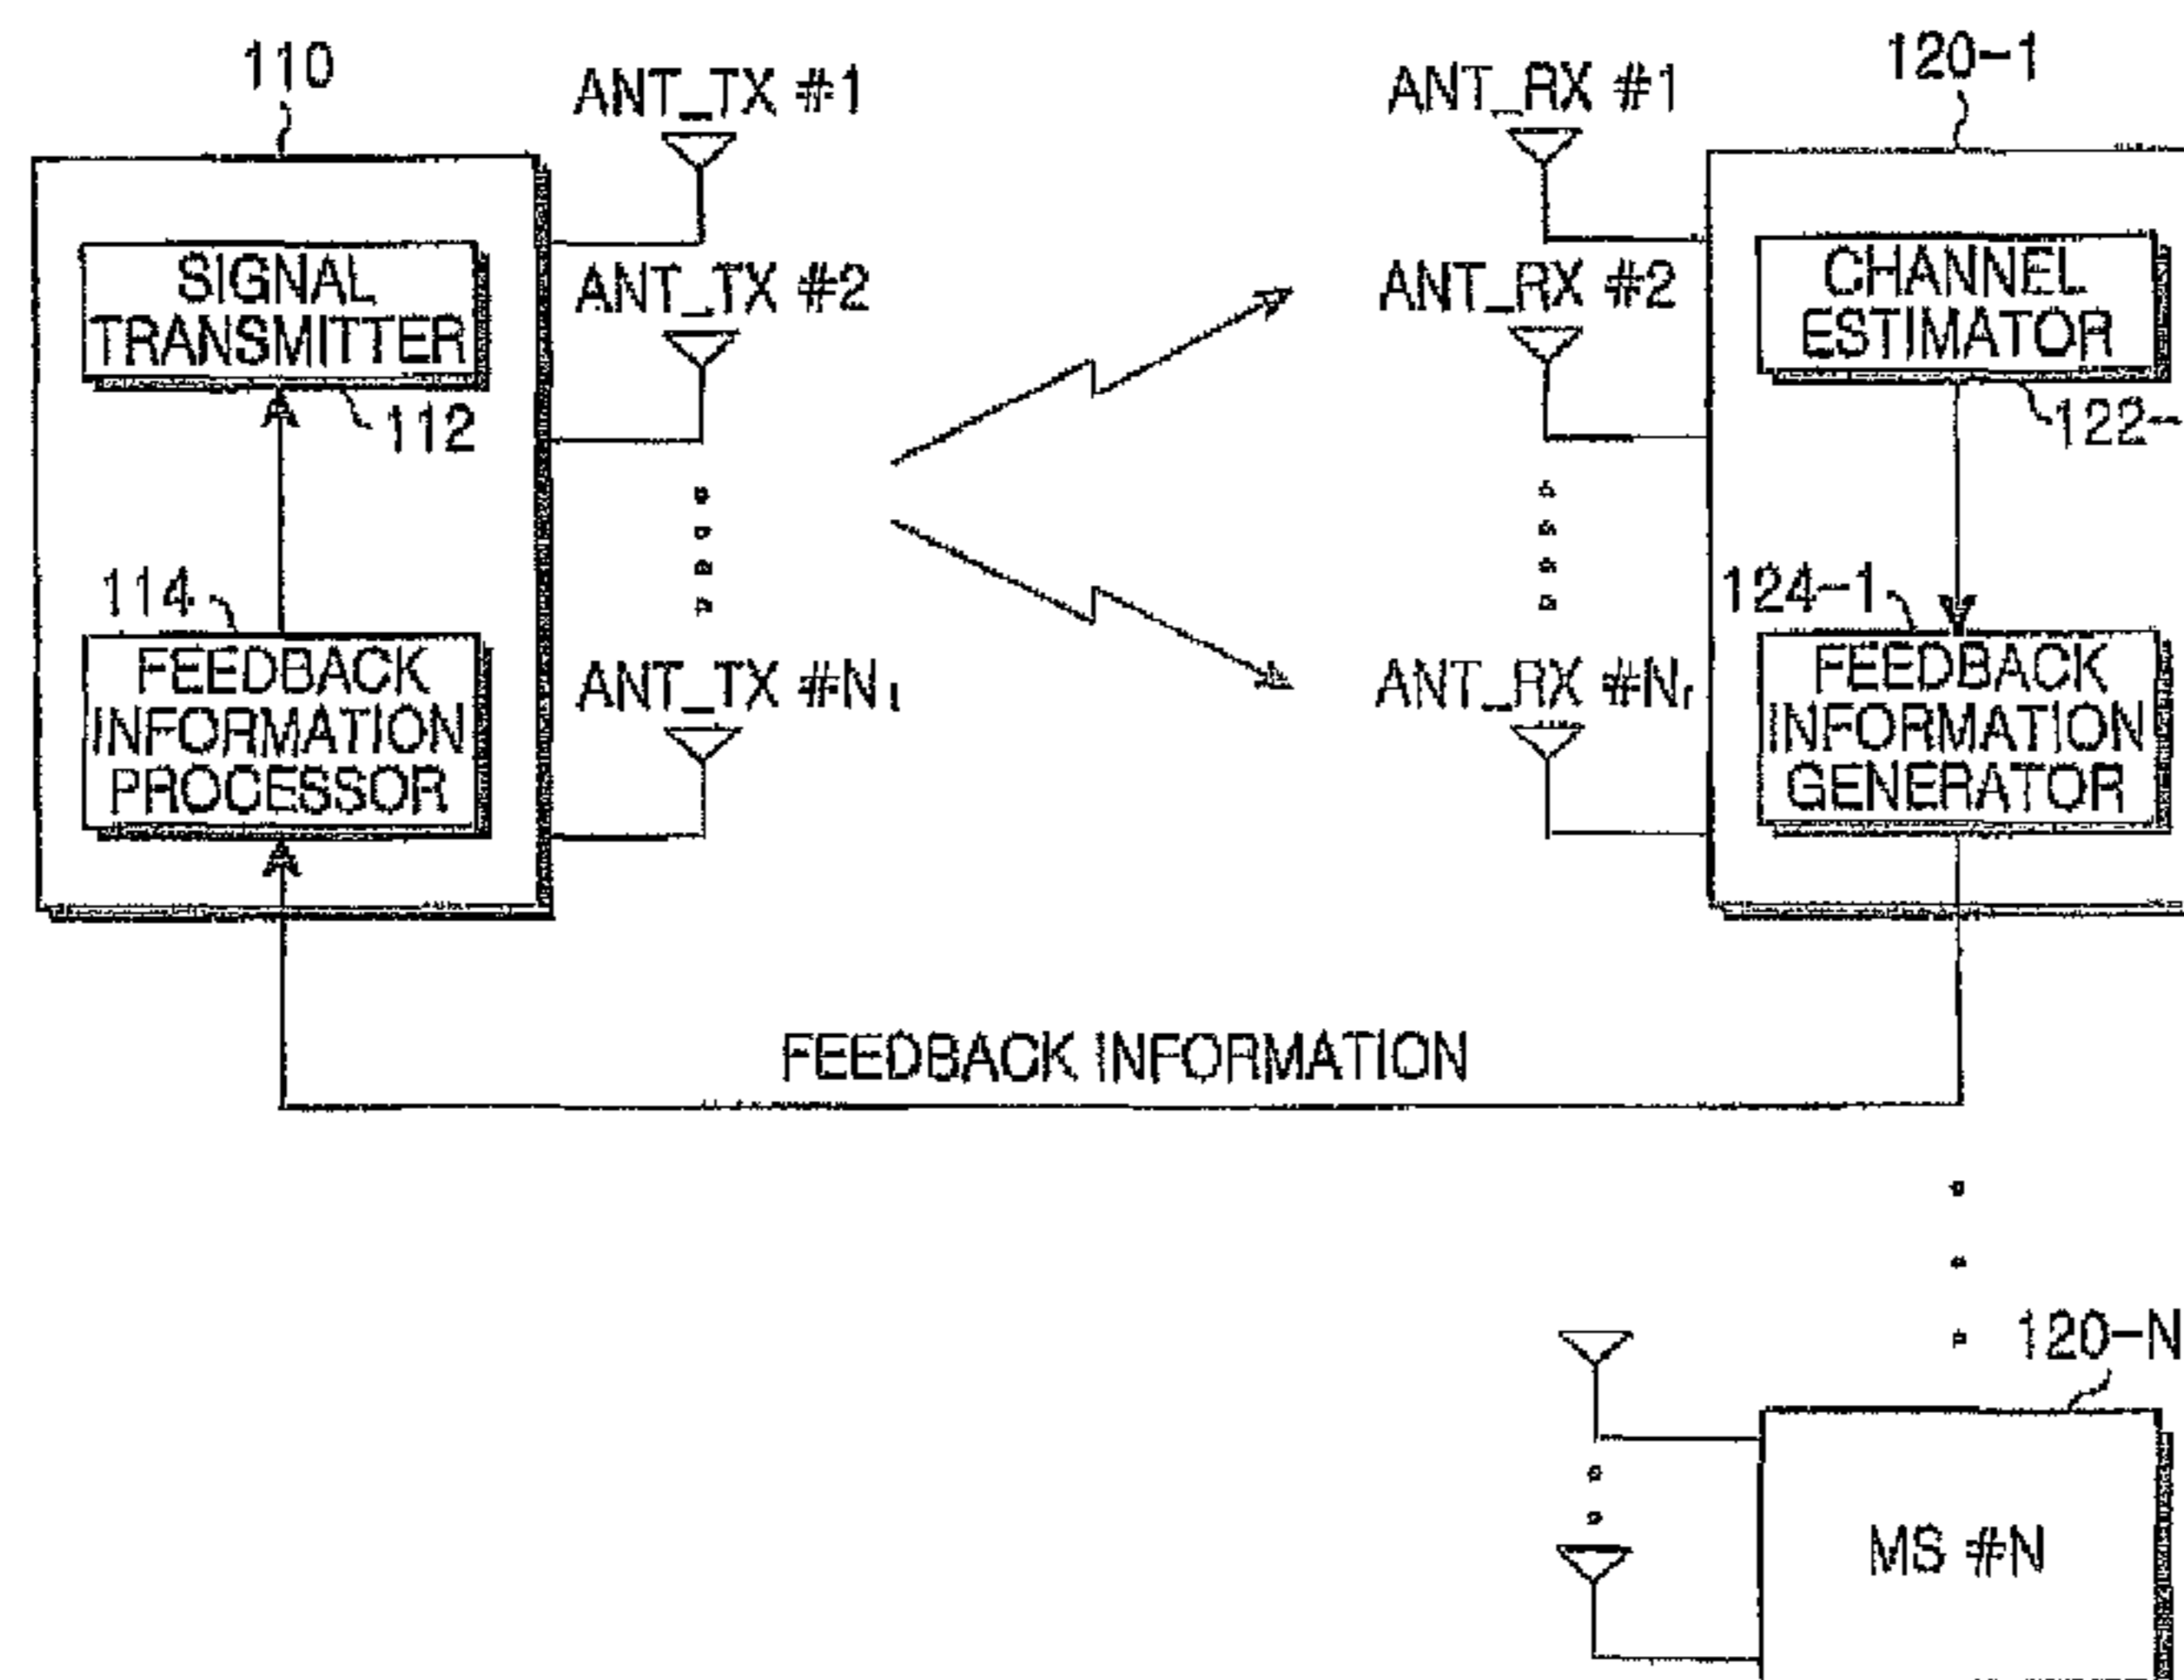 110
ANT_TX #1
ANT_RX #1
120-1
SIGNAL
TRANSMITTER
112
ANT_TX #2
ANT_RX #2
CHANNEL
ESTIMATOR
122-
114
FEEDBACK
INFORMATION
PROCESSOR
ANT_TX #Nt
ANT_RX #Nr
124-1
FEEDBACK
INFORMATION
GENERATOR
FEEDBACK INFORMATION
120-N
MS #N